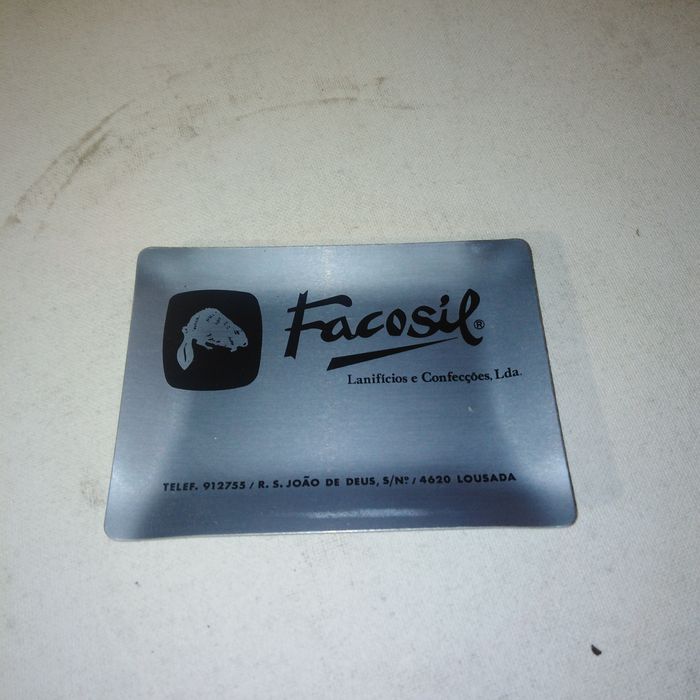 Facosil®
Lanifícios e Confecções, Lda.
TELEF. 912755 / R. S. JOÃO DE DEUS, S/Nº / 4620 LOUSADA